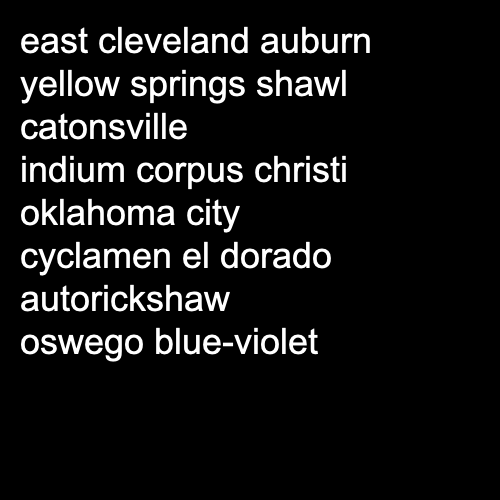 east cleveland auburn
yellow springs shawl
catonsville
indium corpus christi
oklahoma city
cyclamen el dorado
autorickshaw
oswego blue-violet